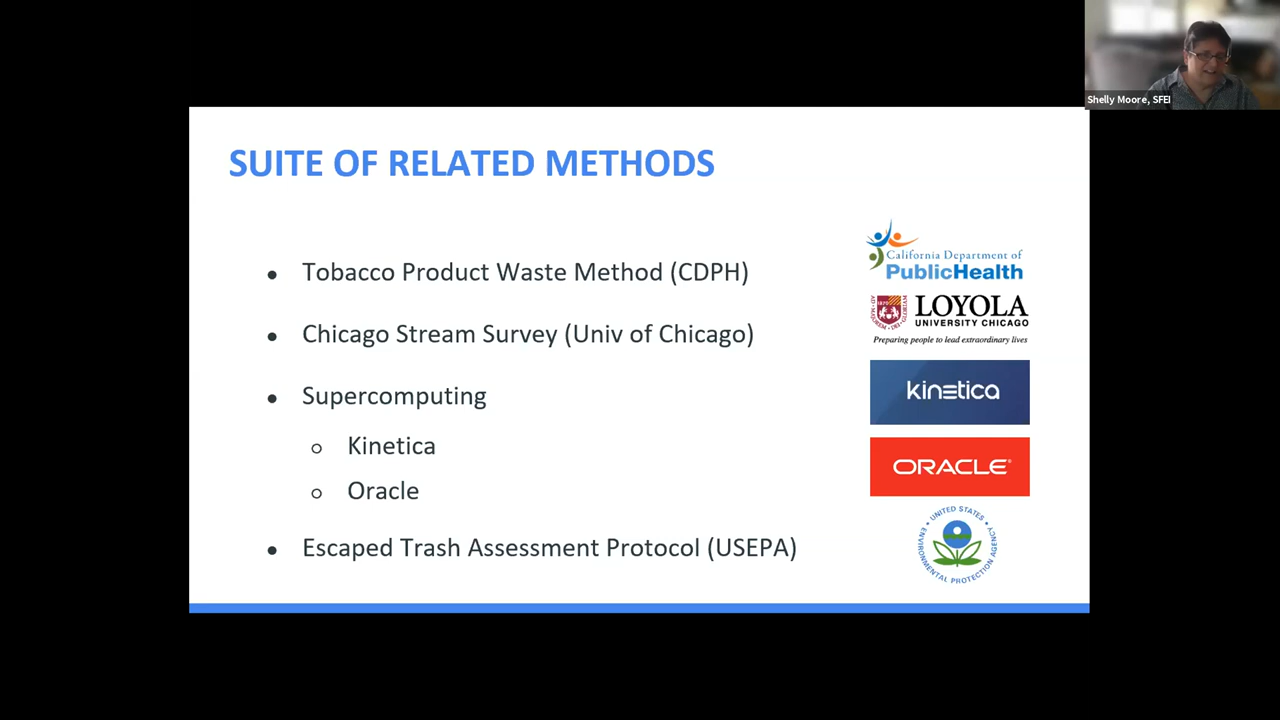 Shelly Moore, SFEI
SUITE OF RELATED METHODS
● Tobacco Product Waste Method (CDPH)
● Chicago Stream Survey (Univ of Chicago)
● Supercomputing
○ Kinetica
○ Oracle
● Escaped Trash Assessment Protocol (USEPA)
California Department of
PublicHealth
LOYOLA
UNIVERSITY CHICAGO
Preparing people to lead extraordinary lives
kinetica
ORACLE®
UNITED STATES
ENVIRONMENTAL PROTECTION AGENCY